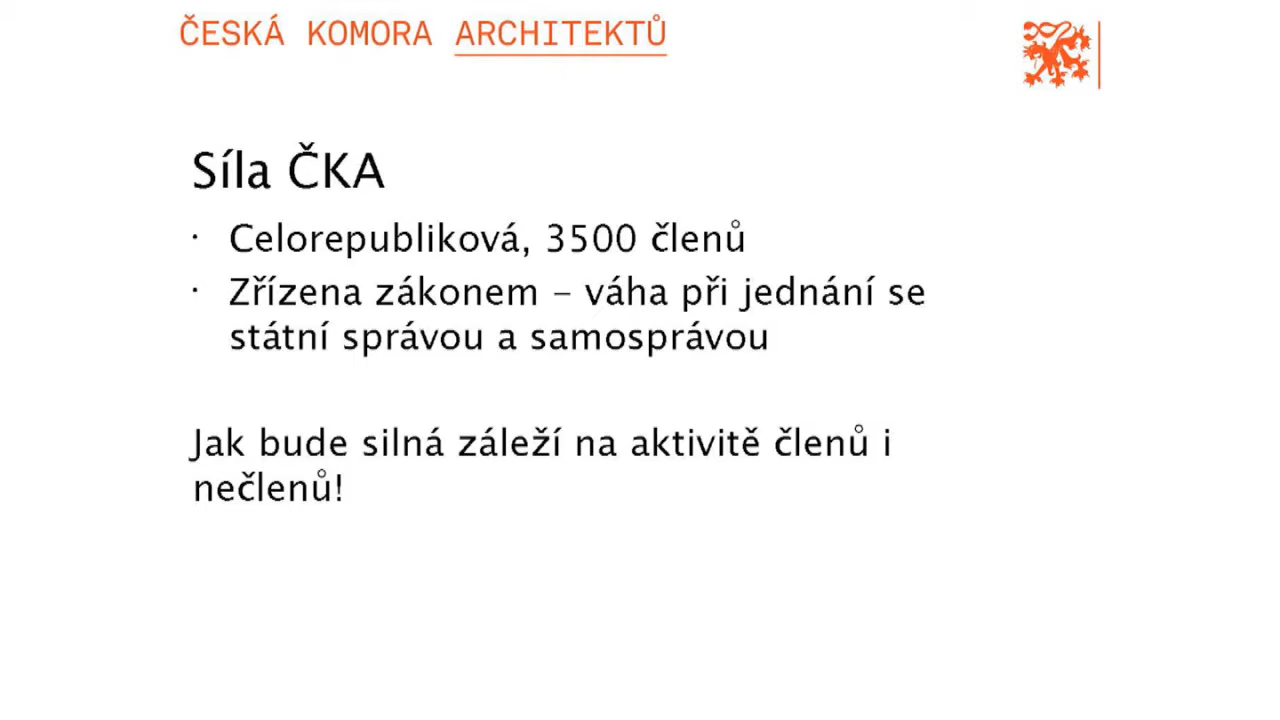 ČESKÁ KOMORA ARCHITEKTŮ
Síla ČKA
· Celorepubliková, 3500 členů
· Zřízena zákonem – váha při jednání se
státní správou a samosprávou
Jak bude silná záleží na aktivitě členů i
nečlenů!